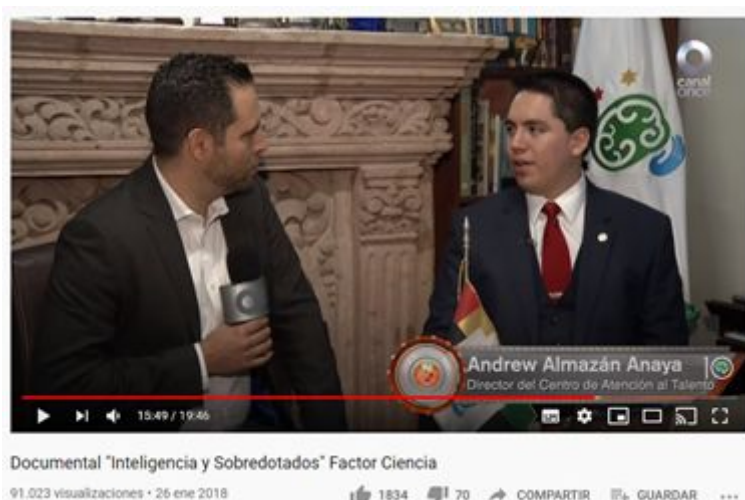 canal
once
Andrew Almazán Anaya
Director del Centro de Atención al Talento
15:49 / 19:46
Documental "Inteligencia y Sobredotados" Factor Ciencia
91.023 visualizaciones • 26 ene 2018
1834
70
COMPARTIR
GUARDAR